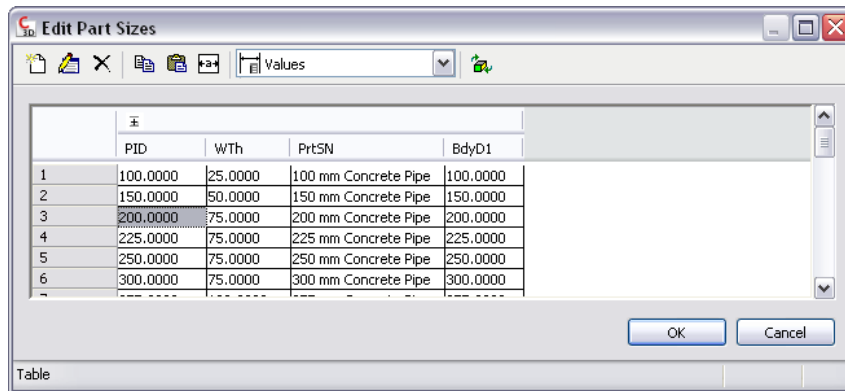 C 3D Edit Part Sizes
Values
PID WTh PrtSN BdyD1
1 100.0000 25.0000 100 mm Concrete Pipe 100.0000
2 150.0000 50.0000 150 mm Concrete Pipe 150.0000
3 200.0000 75.0000 200 mm Concrete Pipe 200.0000
4 225.0000 75.0000 225 mm Concrete Pipe 225.0000
5 250.0000 75.0000 250 mm Concrete Pipe 250.0000
6 300.0000 75.0000 300 mm Concrete Pipe 300.0000
OK Cancel
Table